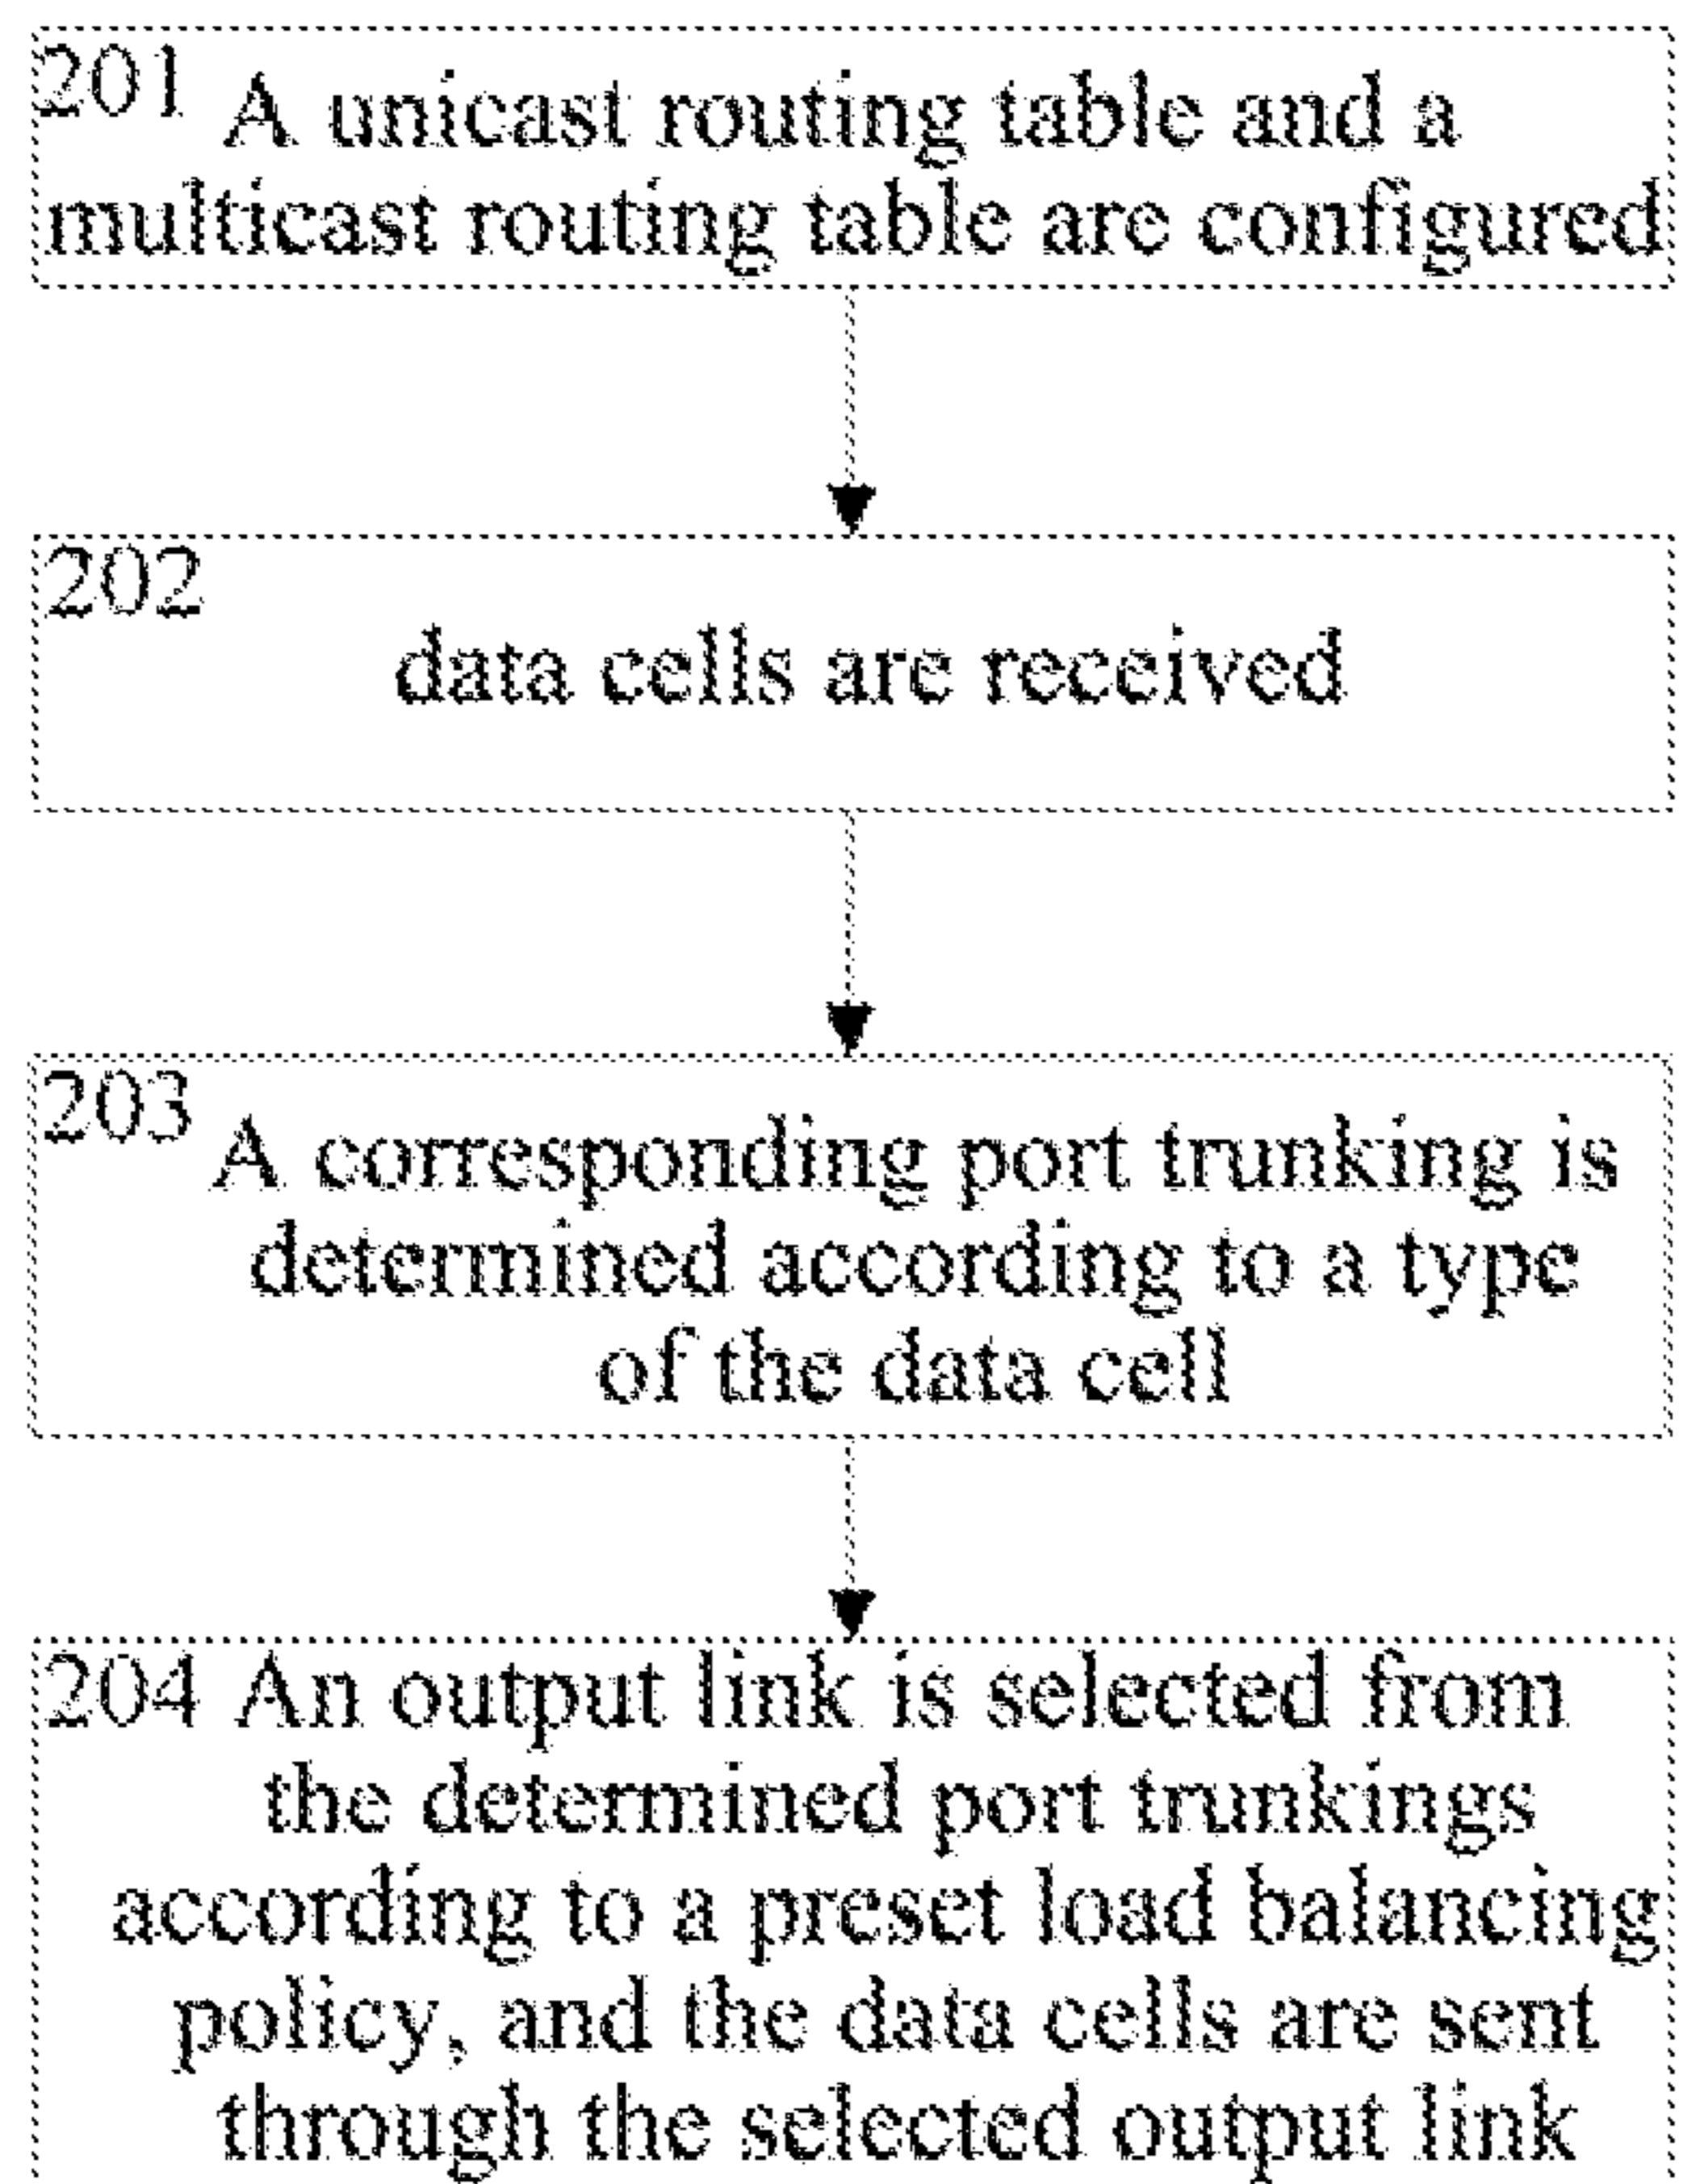 201 A unicast routing table and a
multicast routing table are configured
202
data cells are received
203 A corresponding port trunking is
determined according to a type
of the data cell
204 An output link is selected from
the determined port trunkings
according to a preset load balancing
policy, and the data cells are sent
through the selected output link